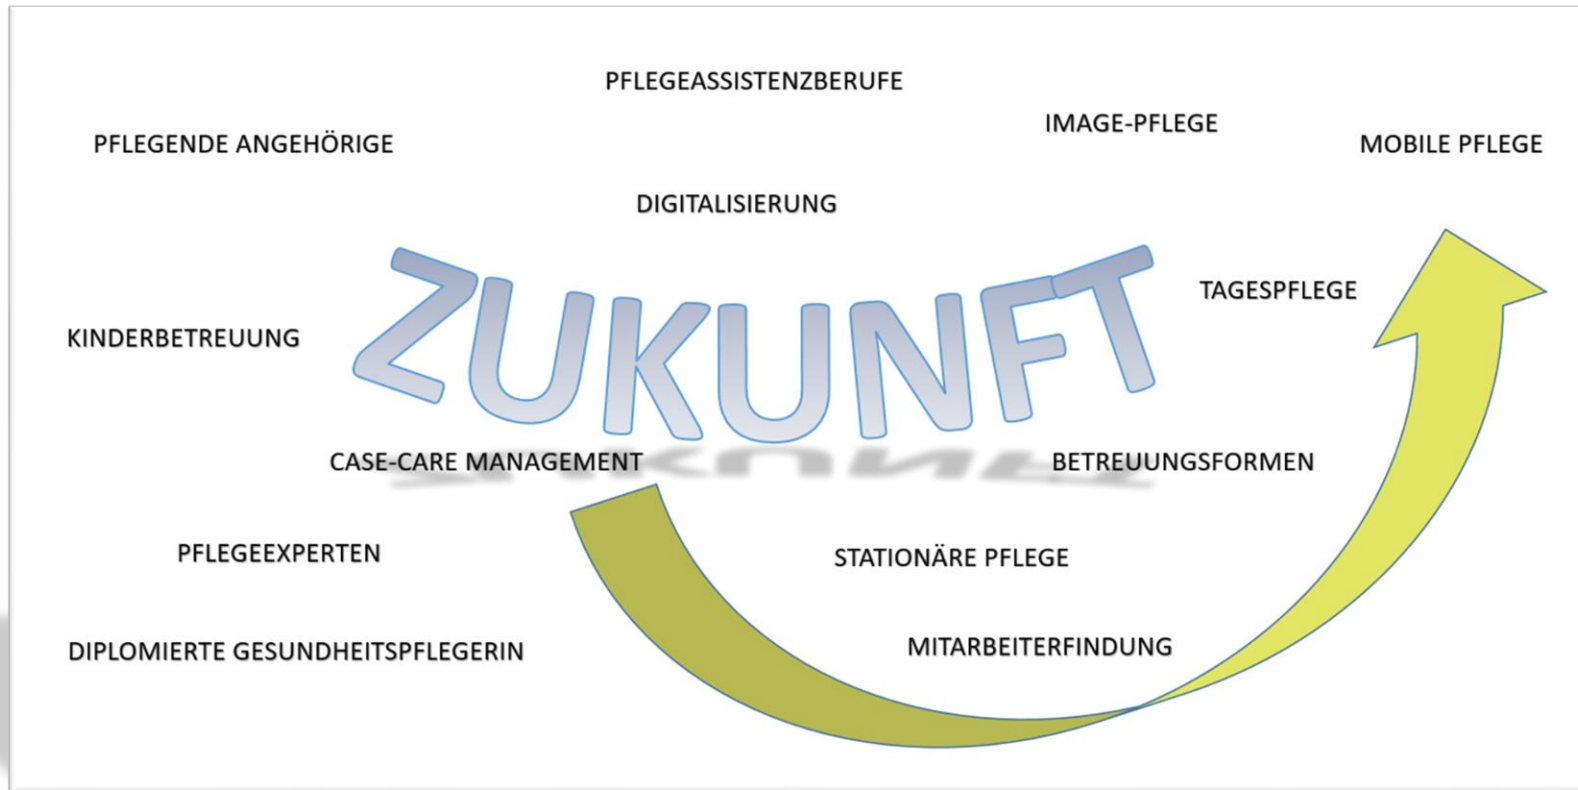 PFLEGEASSISTENZBERUFE
IMAGE-PFLEGE
PFLEGENDE ANGEHÖRIGE
MOBILE PFLEGE
DIGITALISIERUNG
ZUKUNFT
TAGESPFLEGE
KINDERBETREUUNG
CASE-CARE MANAGEMENT
BETREUUNGSFORMEN
PFLEGEEXPERTEN
STATIONÄRE PFLEGE
DIPLOMIERTE GESUNDHEITSPFLEGERIN
MITARBEITERFINDUNG